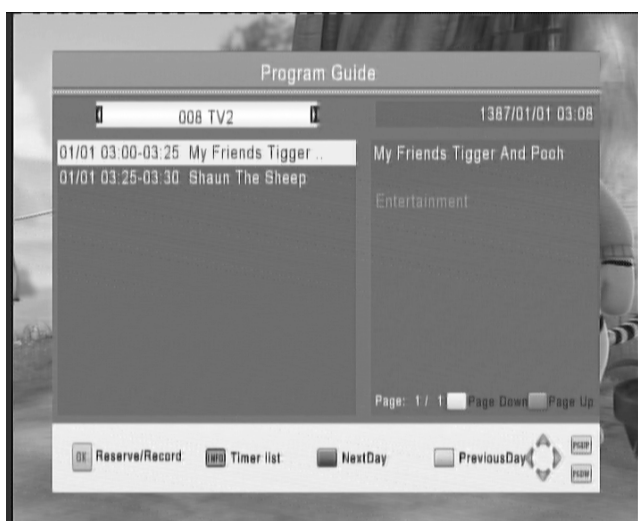 Program Guide
008 TV2
1387/01/01 03:08
01/01 03:00-03:25 My Friends Tigger ..
01/01 03:25-03:30 Shaun The Sheep
My Friends Tigger And Pooh
Entertainment
Page: 1 / 1 Page Down Page Up
OK Reserve/Record INFO Timer list NextDay PreviousDay PGUP
PGDW